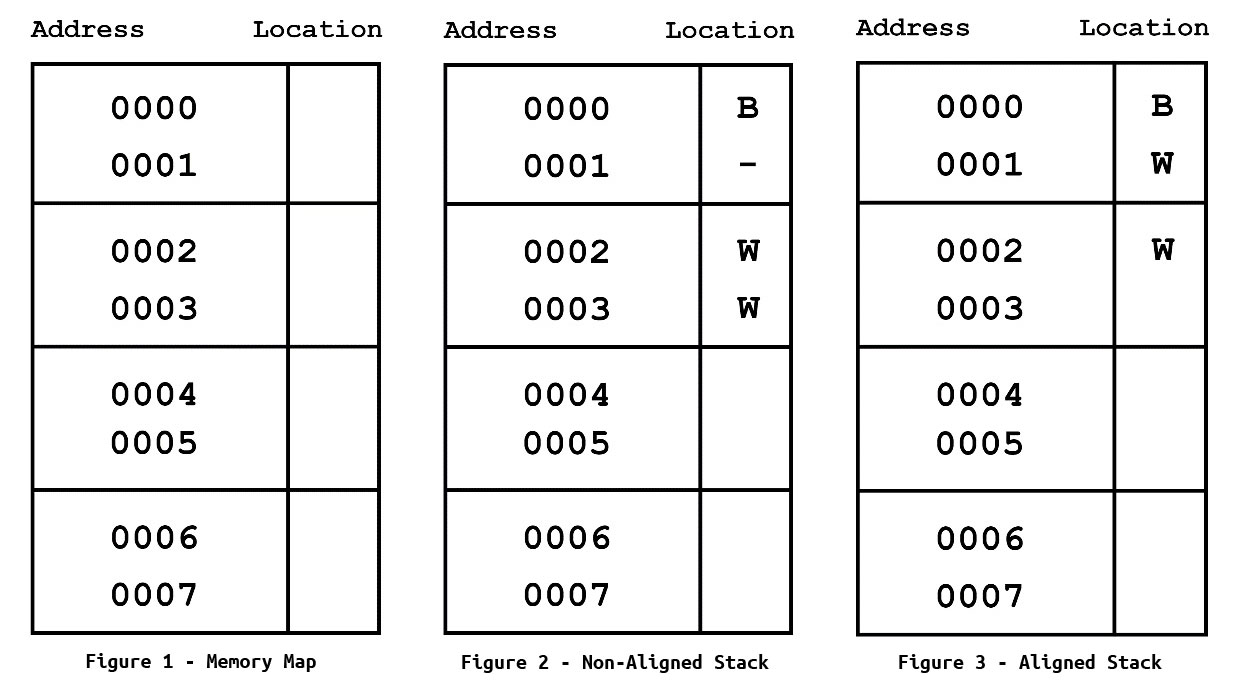 Address Location
0000
0001
0002
0003
0004
0005
0006
0007
Figure 1 - Memory Map
Address Location
0000 B
0001 -
0002 W
0003 W
0004
0005
0006
0007
Figure 2 - Non-Aligned Stack
Address Location
0000 B
0001 W
0002 W
0003
0004
0005
0006
0007
Figure 3 - Aligned Stack